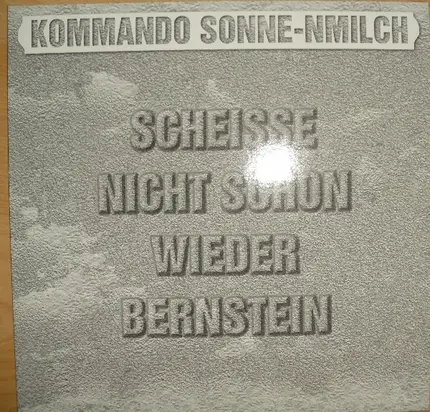 KOMMANDO SONNE-NMILCH
SCHEISSE
NICHT SCHON
WIEDER
BERNSTEIN